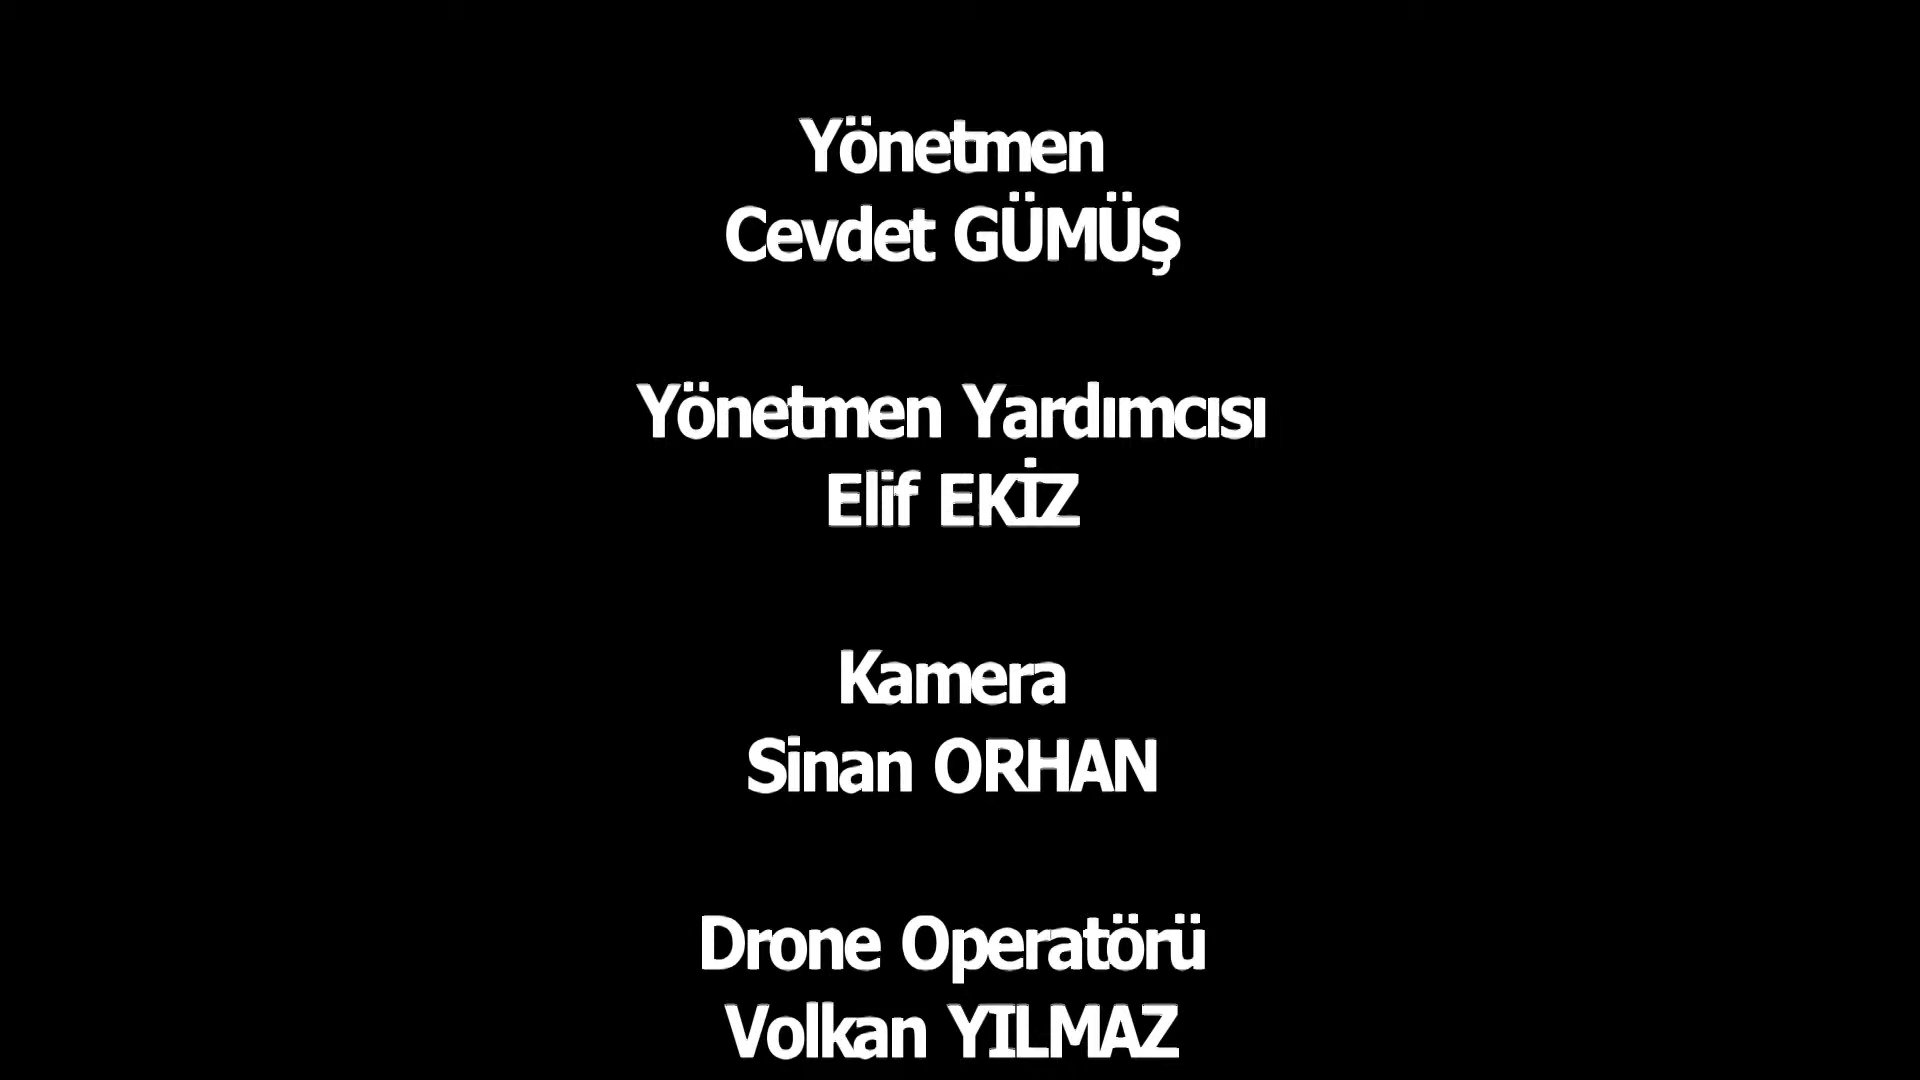 Yönetmen
Cevdet GÜMÜŞ
Yönetmen Yardımcısı
Elif EKİZ
Kamera
Sinan ORHAN
Drone Operatörü
Volkan YILMAZ